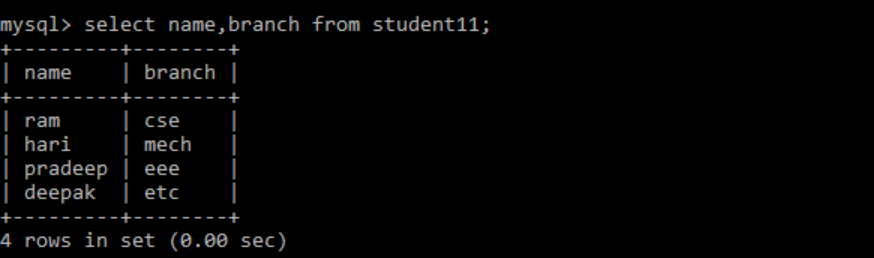 mysql> select name,branch from student11;
+---------+--------+
| name    | branch |
+---------+--------+
| ram     | cse    |
| hari    | mech   |
| pradeep | eee    |
| deepak  | etc    |
+---------+--------+
4 rows in set (0.00 sec)